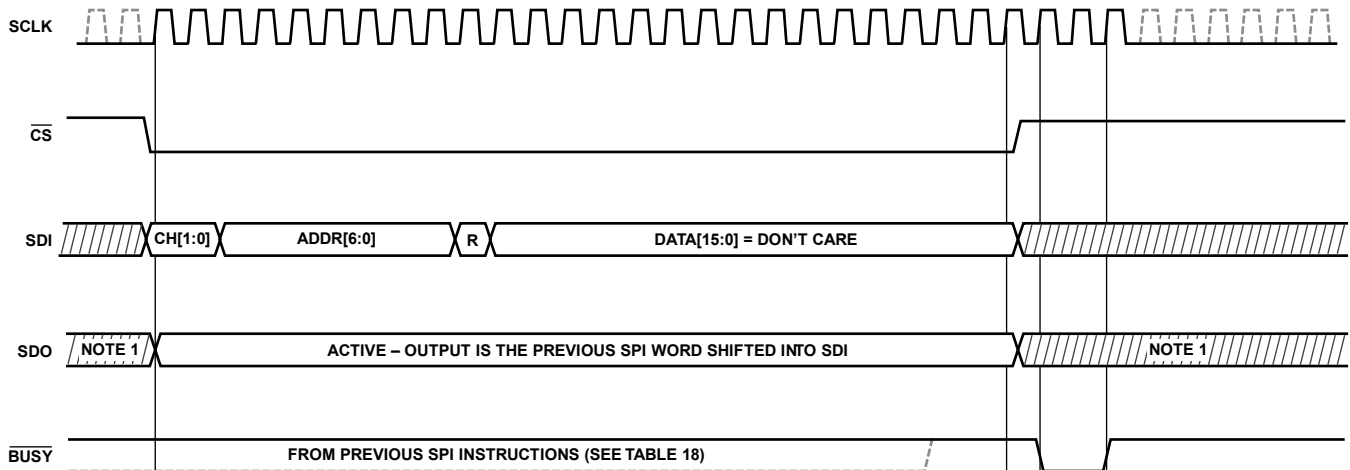 SCLK
CS
SDI
CH[1:0]
ADDR[6:0]
R
DATA[15:0] = DON'T CARE
SDO
NOTE 1
ACTIVE – OUTPUT IS THE PREVIOUS SPI WORD SHIFTED INTO SDI
NOTE 1
BUSY
FROM PREVIOUS SPI INSTRUCTIONS (SEE TABLE 18)